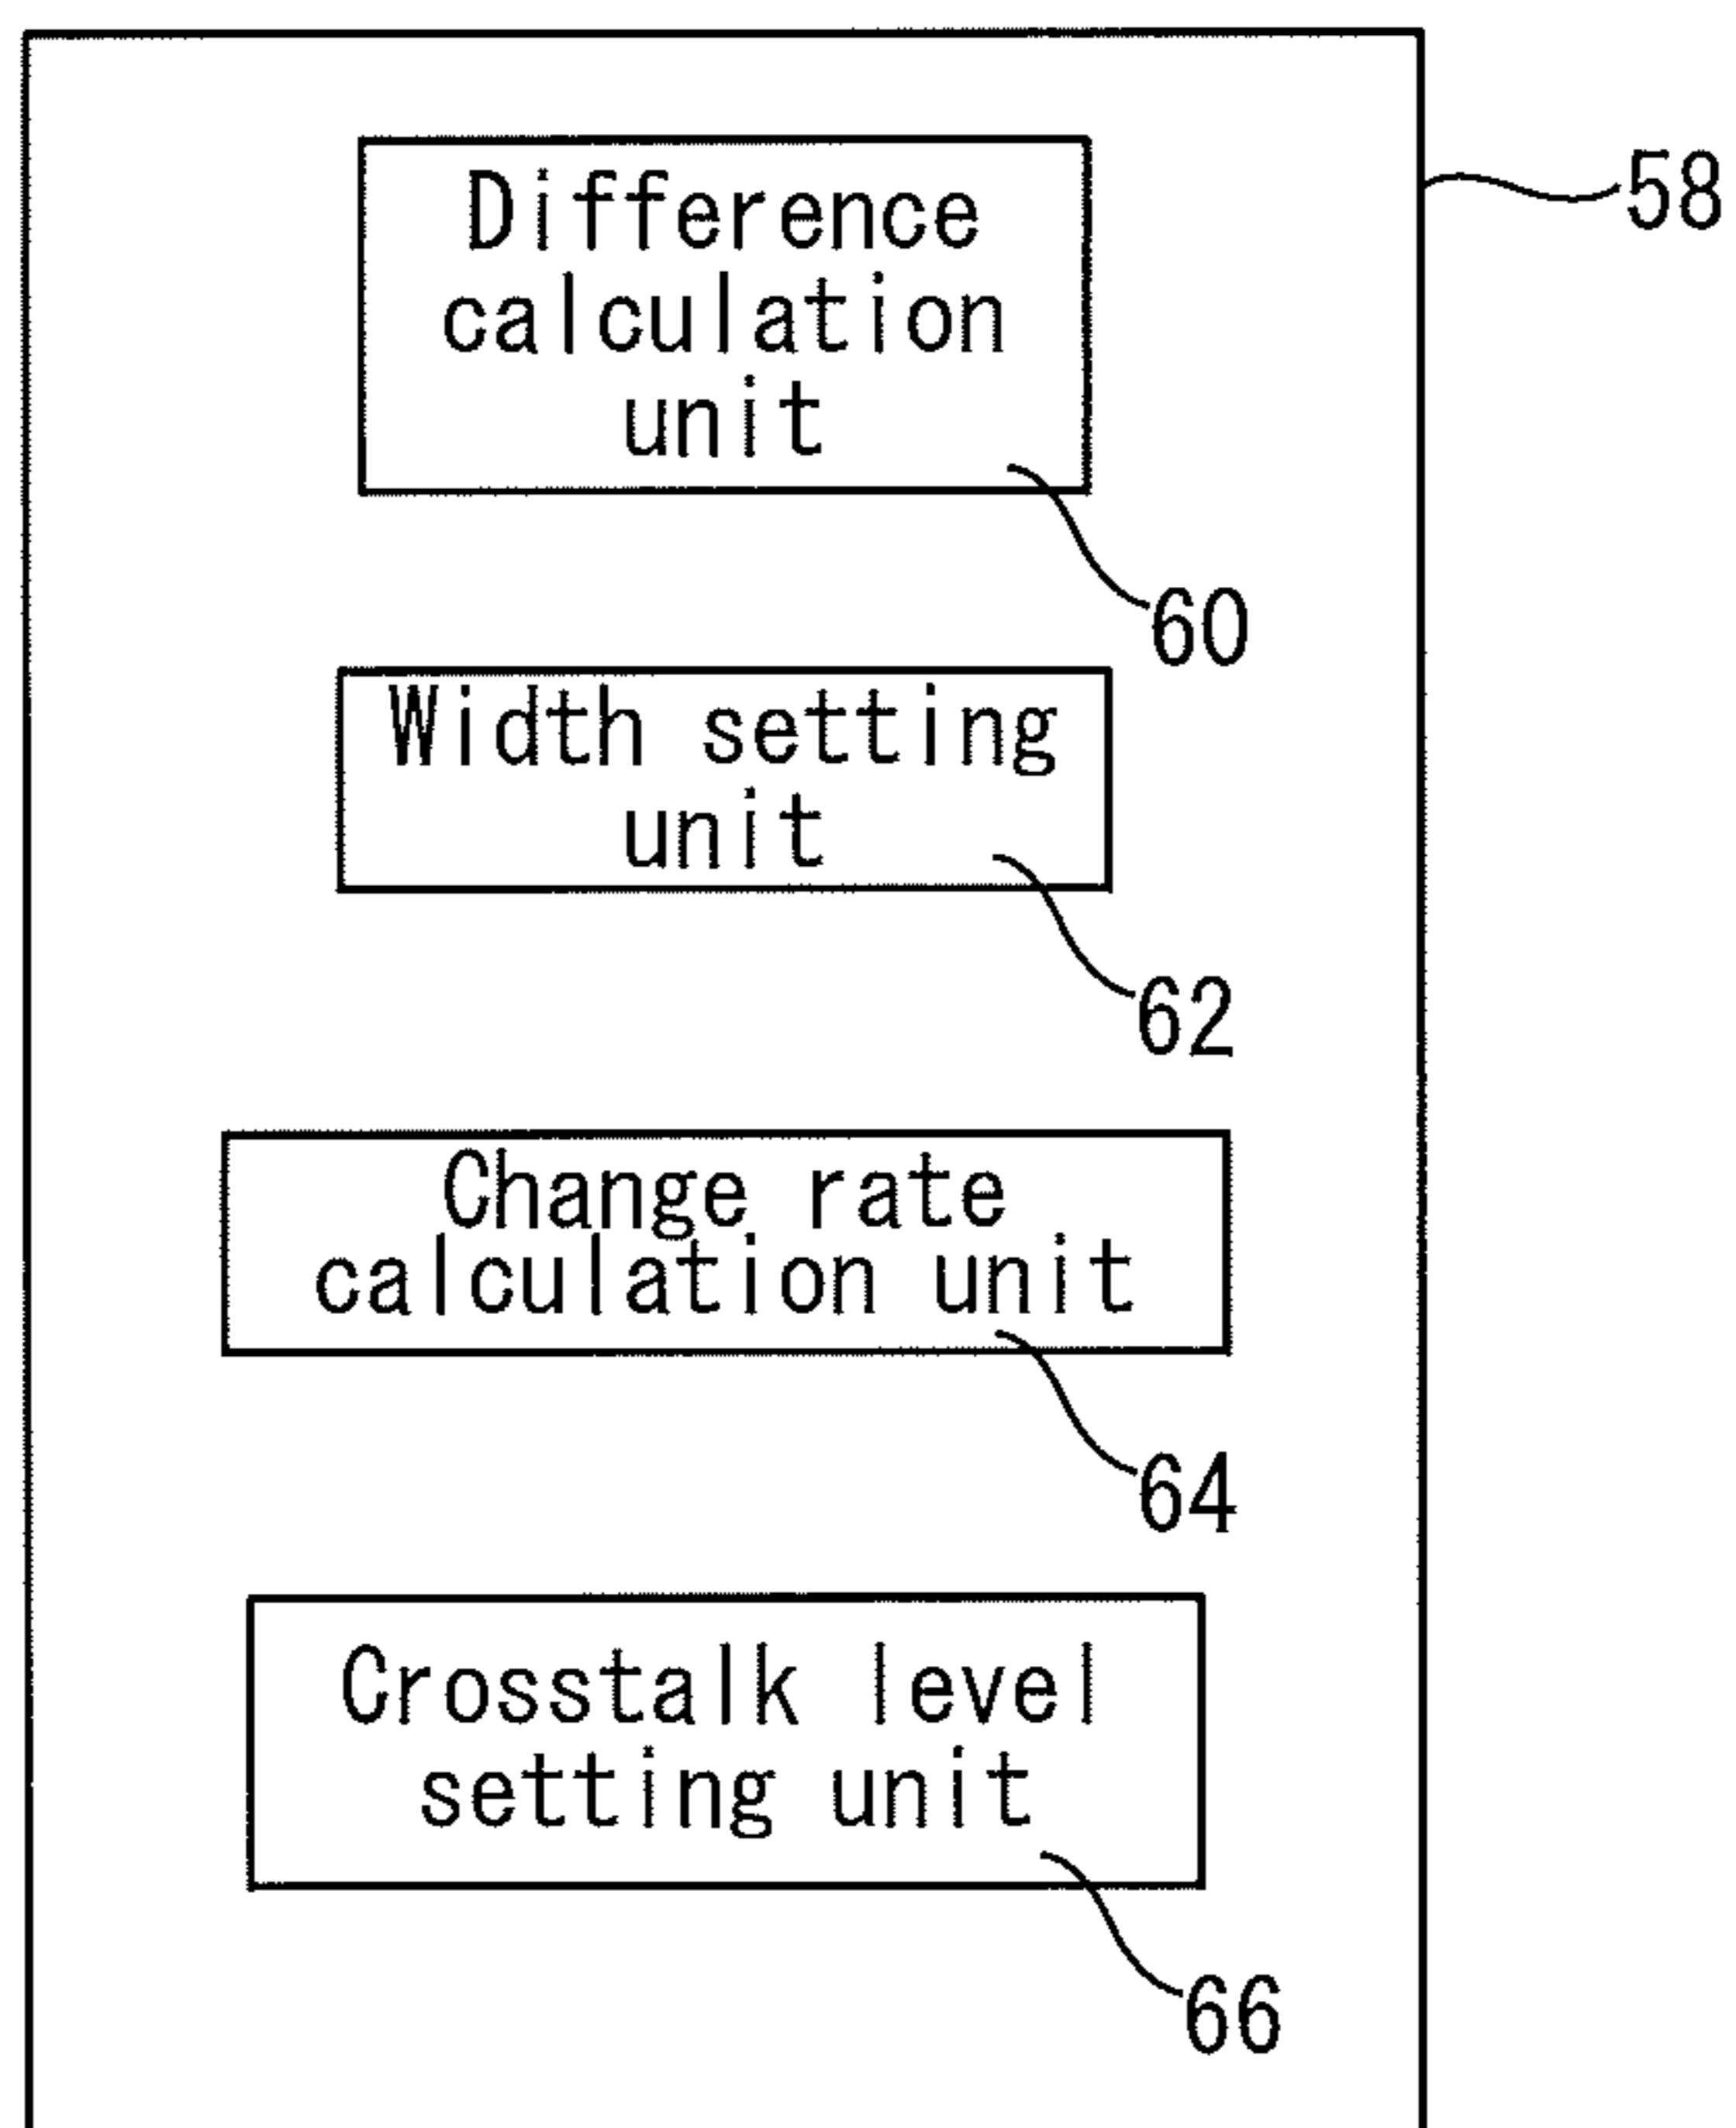 58
Difference
calculation
unit
60
Width setting
unit
62
Change rate
calculation unit
64
Crosstalk level
setting unit
66